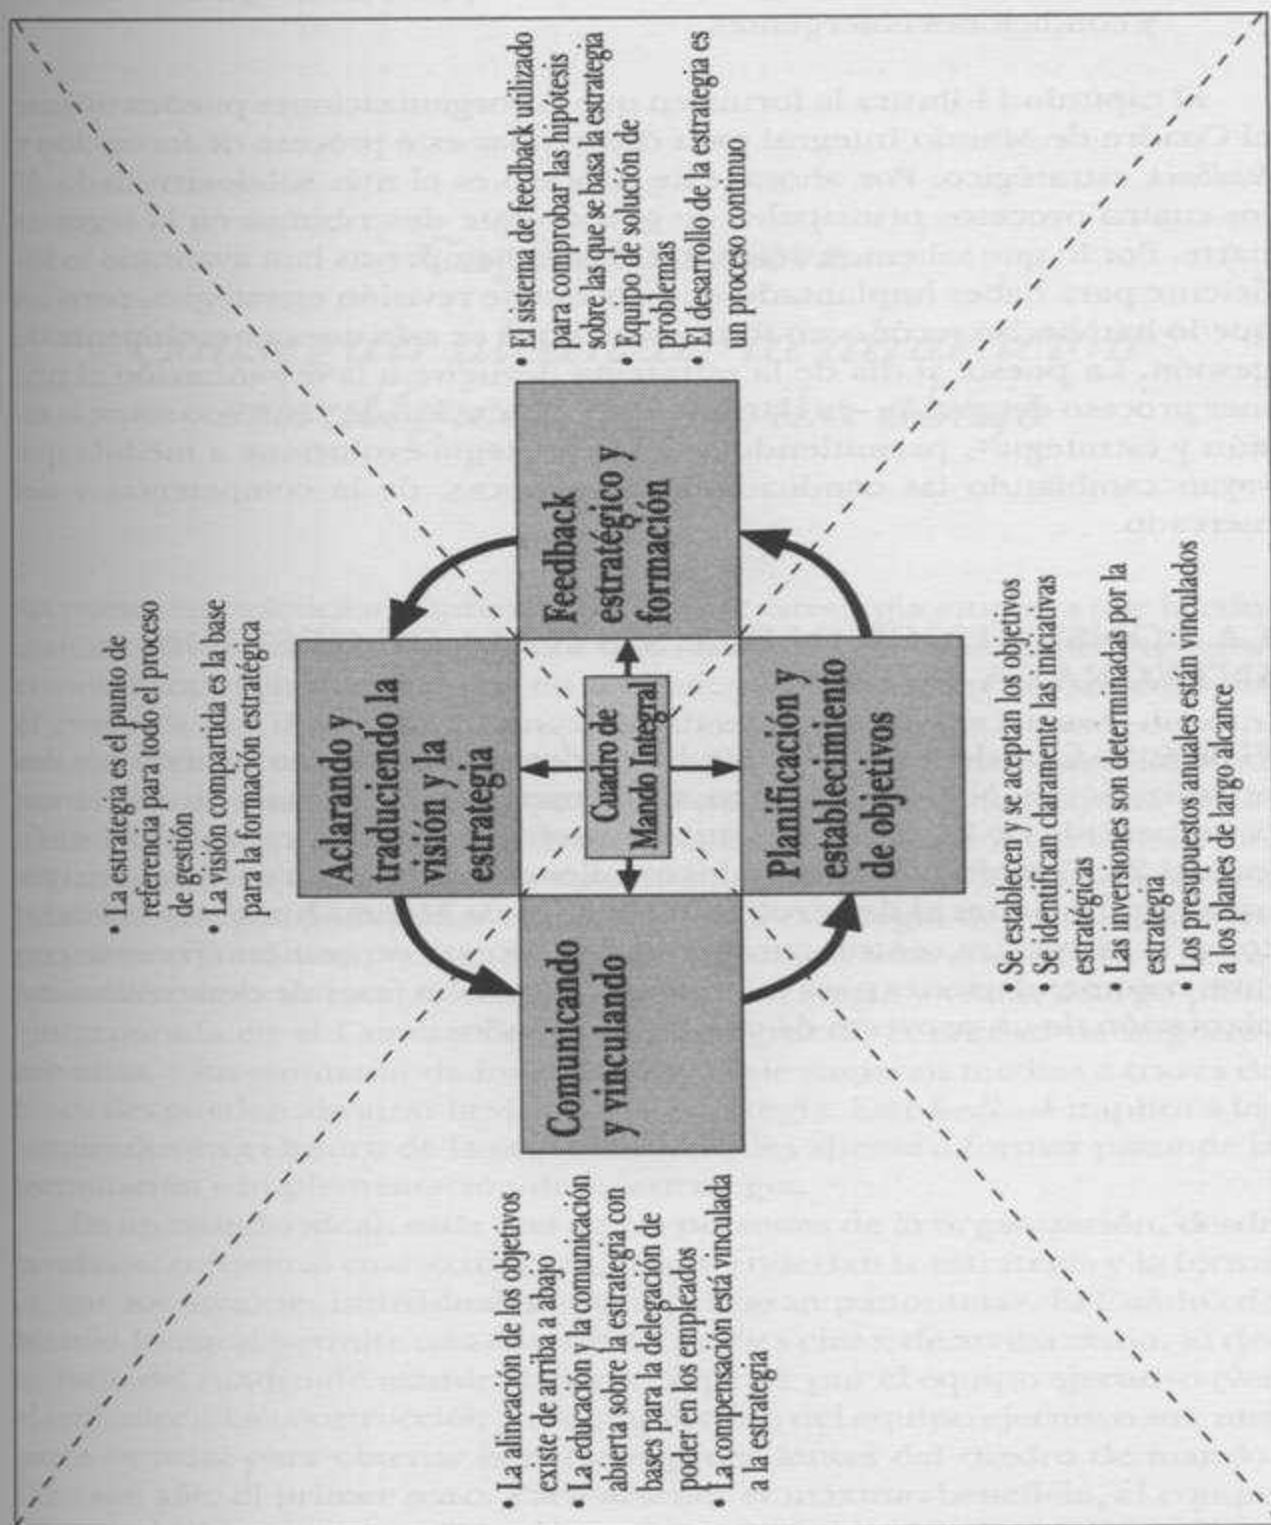 • La estrategia es el punto de
referencia para todo el proceso
de gestión
• La visión compartida es la base
para la formación estratégica
Aclarando y
traduciendo la
visión y la
estrategia
• La alineación de los objetivos
existe de arriba a abajo
• La educación y la comunicación
abierta sobre la estrategia con
bases para la delegación de
poder en los empleados
• La compensación está vinculada
a la estrategia
Comunicando
y vinculando
Cuadro de
Mando Integral
Feedback
estratégico y
formación
• El sistema de feedback utilizado
para comprobar las hipótesis
sobre las que se basa la estrategia
• Equipo de solución de
problemas
• El desarrollo de la estrategia es
un proceso continuo
Planificación y
establecimiento
de objetivos
• Se establecen y se aceptan los objetivos
• Se identifican claramente las iniciativas
estratégicas
• Las inversiones son determinadas por la
estrategia
• Los presupuestos anuales están vinculados
a los planes de largo alcance